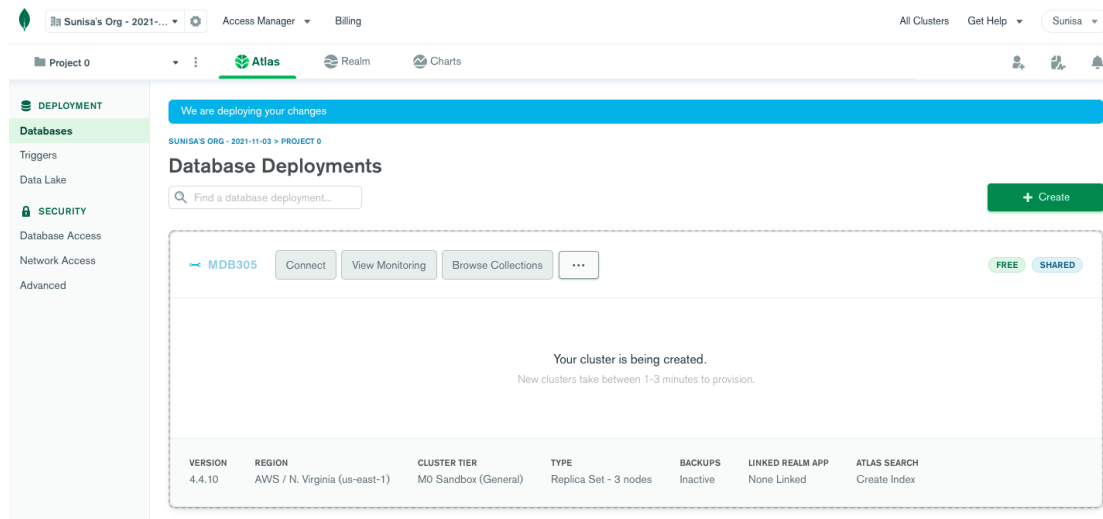 Sunisa's Org - 2021-...
Access Manager
Billing
All Clusters
Get Help
Sunisa
Project 0
Atlas
Realm
Charts
DEPLOYMENT
Databases
Triggers
Data Lake
SECURITY
Database Access
Network Access
Advanced
We are deploying your changes
SUNISA'S ORG - 2021-11-03 > PROJECT 0
Database Deployments
Find a database deployment...
+ Create
MDB305
Connect
View Monitoring
Browse Collections
...
FREE
SHARED
Your cluster is being created.
New clusters take between 1-3 minutes to provision.
VERSION
4.4.10
REGION
AWS / N. Virginia (us-east-1)
CLUSTER TIER
M0 Sandbox (General)
TYPE
Replica Set - 3 nodes
BACKUPS
Inactive
LINKED REALM APP
None Linked
ATLAS SEARCH
Create Index